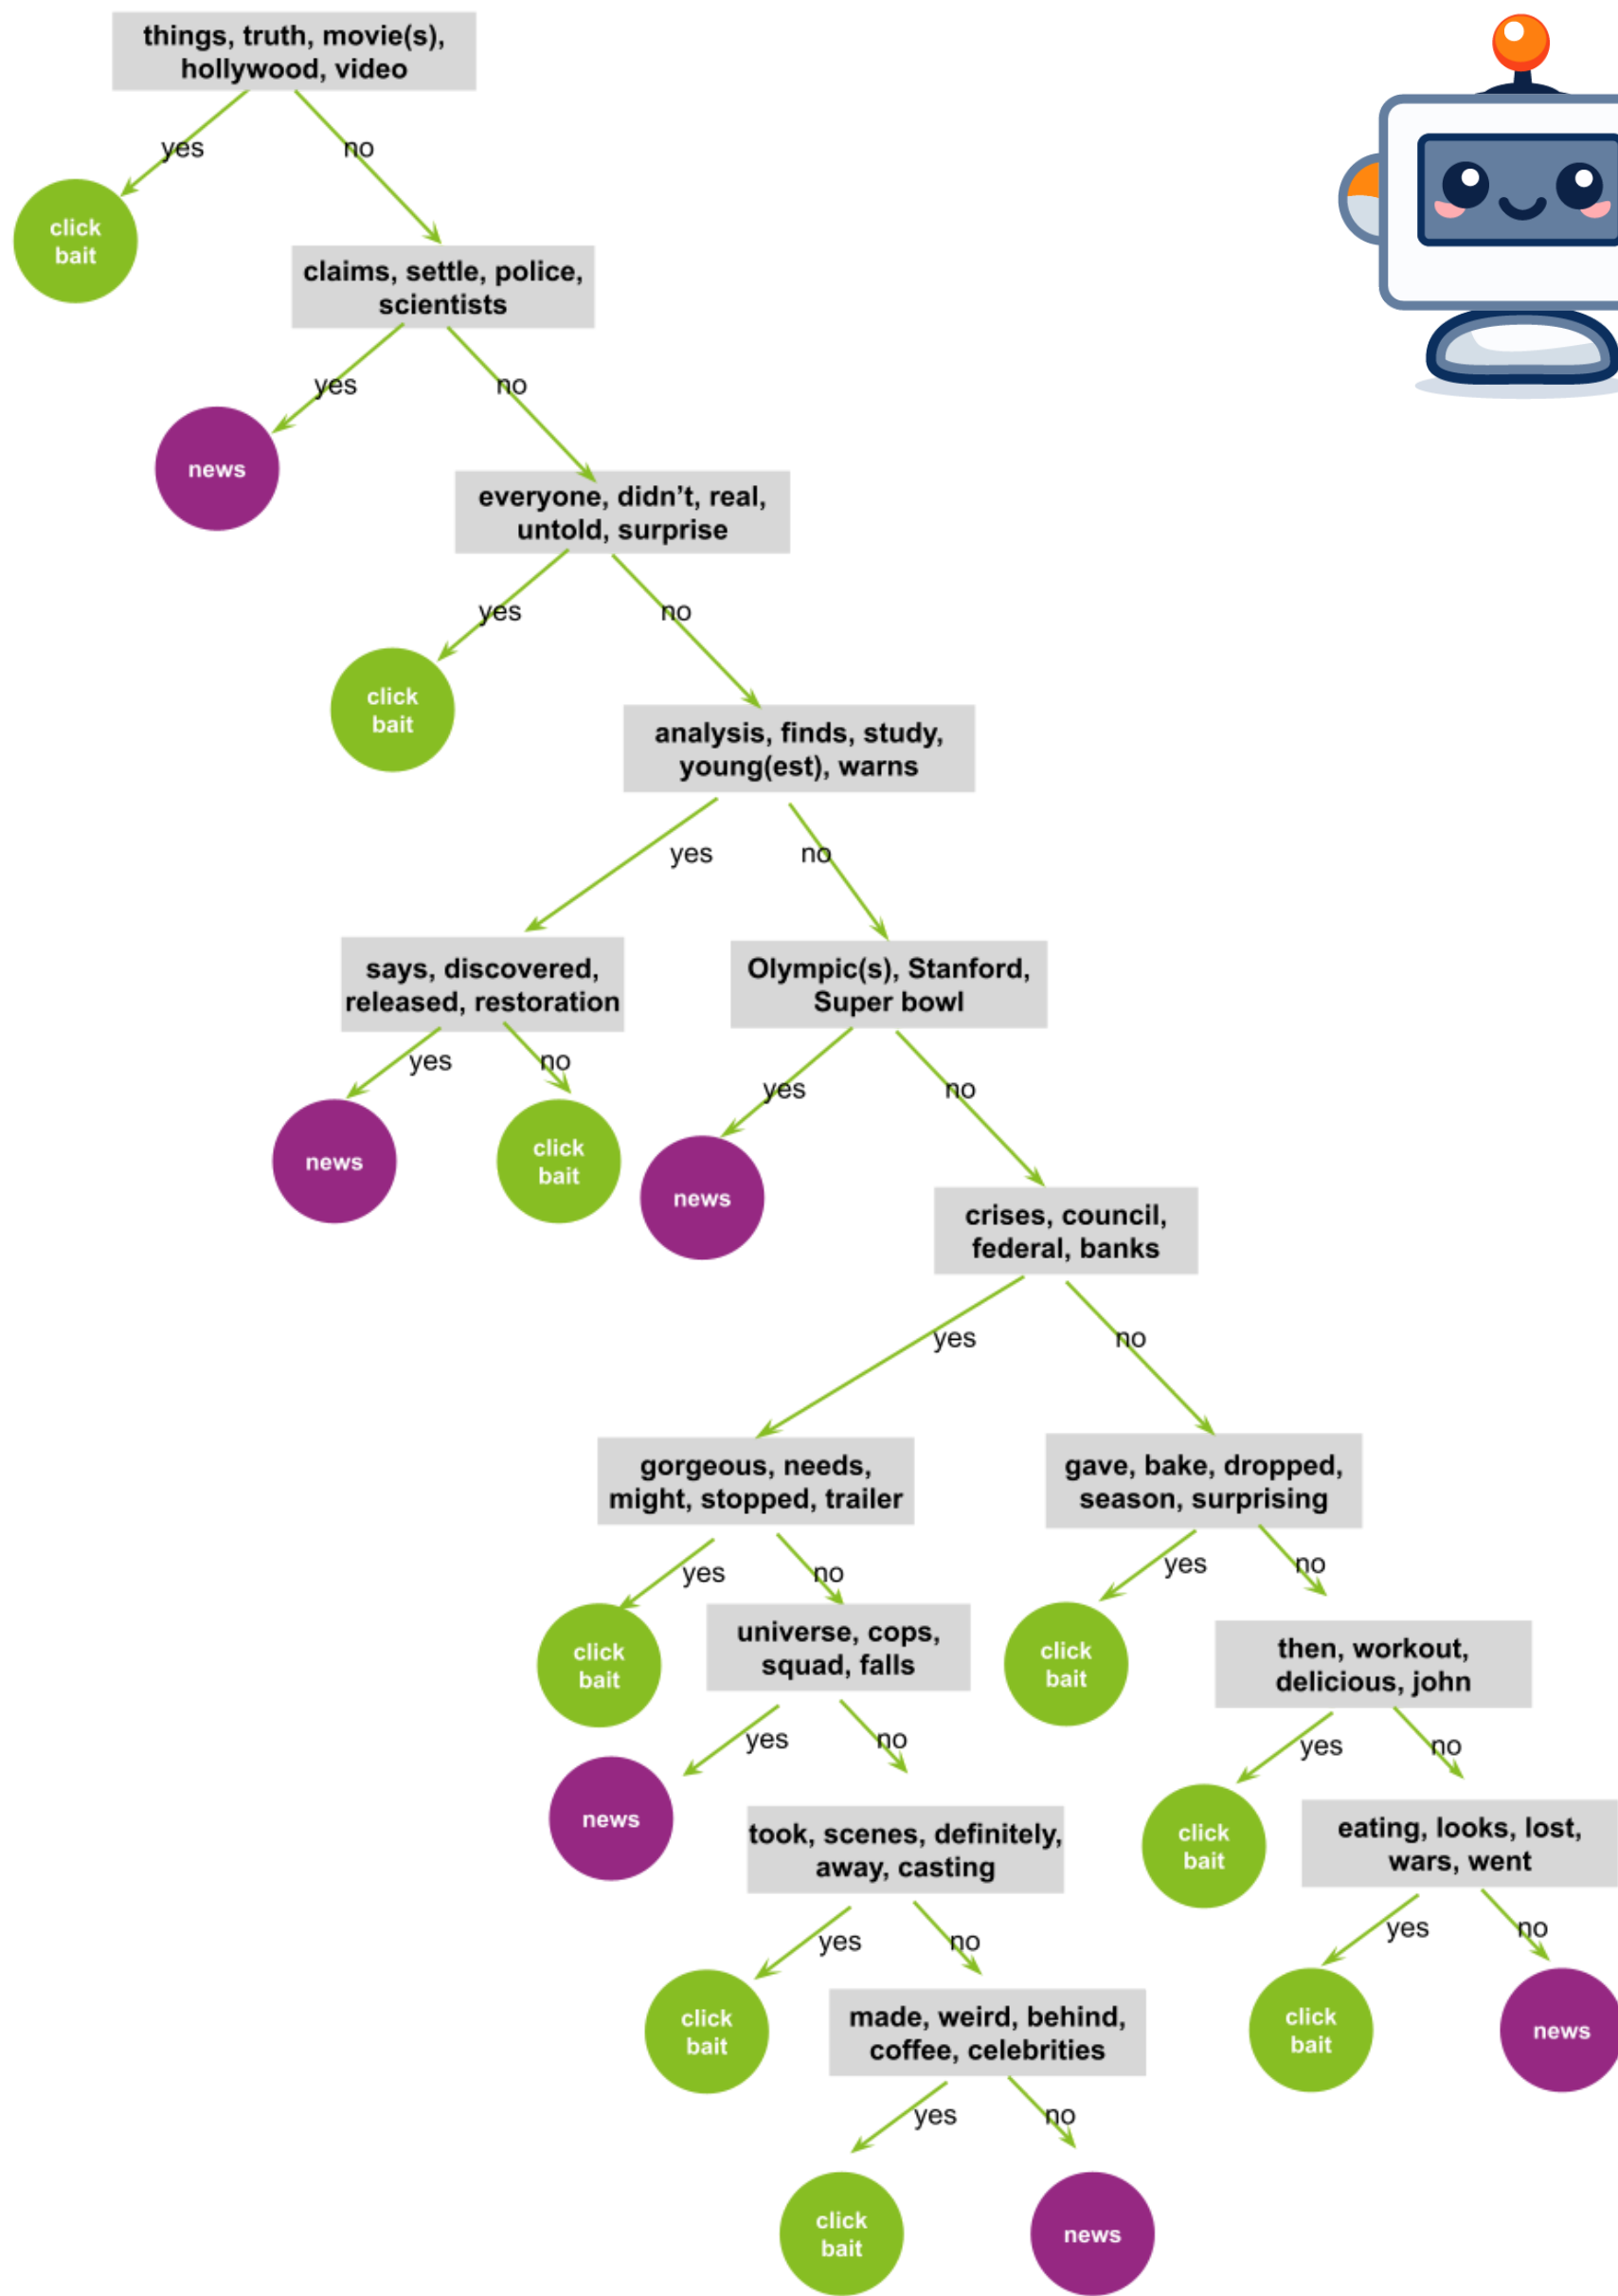 things, truth, movie(s),
hollywood, video
yes
no
click
bait
claims, settle, police,
scientists
yes
no
news
everyone, didn’t, real,
untold, surprise
yes
no
click
bait
analysis, finds, study,
young(est), warns
yes
no
says, discovered,
released, restoration
Olympic(s), Stanford,
Super bowl
yes
no
yes
no
news
click
bait
news
crises, council,
federal, banks
yes
no
gorgeous, needs,
might, stopped, trailer
gave, bake, dropped,
season, surprising
yes
no
yes
no
click
bait
universe, cops,
squad, falls
click
bait
then, workout,
delicious, john
yes
no
yes
no
news
took, scenes, definitely,
away, casting
click
bait
eating, looks, lost,
wars, went
yes
no
yes
no
click
bait
made, weird, behind,
coffee, celebrities
click
bait
news
yes
no
click
bait
news